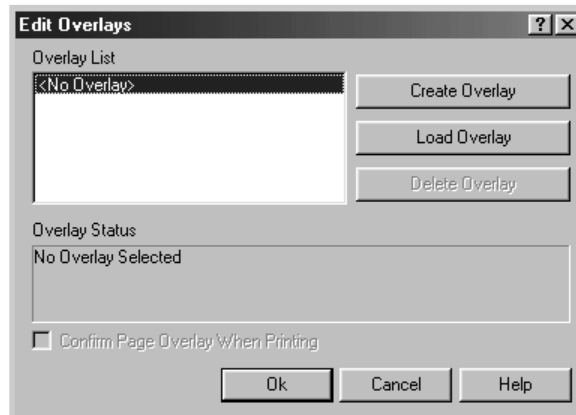 Edit Overlays
Overlay List
<No Overlay>
Create Overlay
Load Overlay
Delete Overlay
Overlay Status
No Overlay Selected
Confirm Page Overlay When Printing
Ok
Cancel
Help